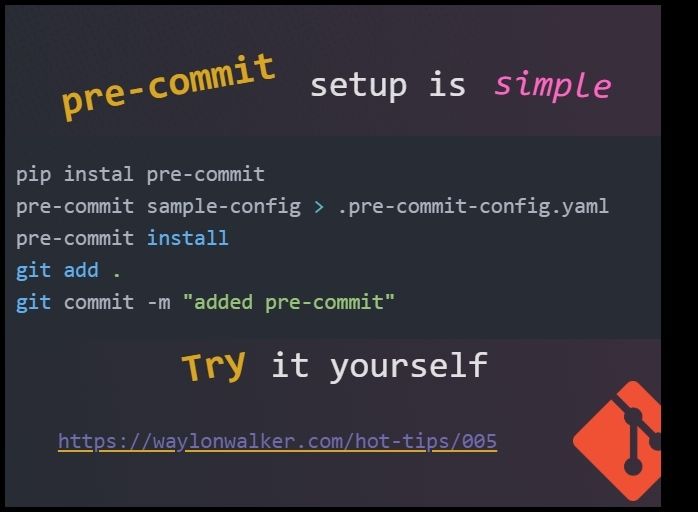 pre-commit setup is simple
pip instal pre-commit
pre-commit sample-config > .pre-commit-config.yaml
pre-commit install
git add .
git commit -m "added pre-commit"
Try it yourself
https://waylonwalker.com/hot-tips/005